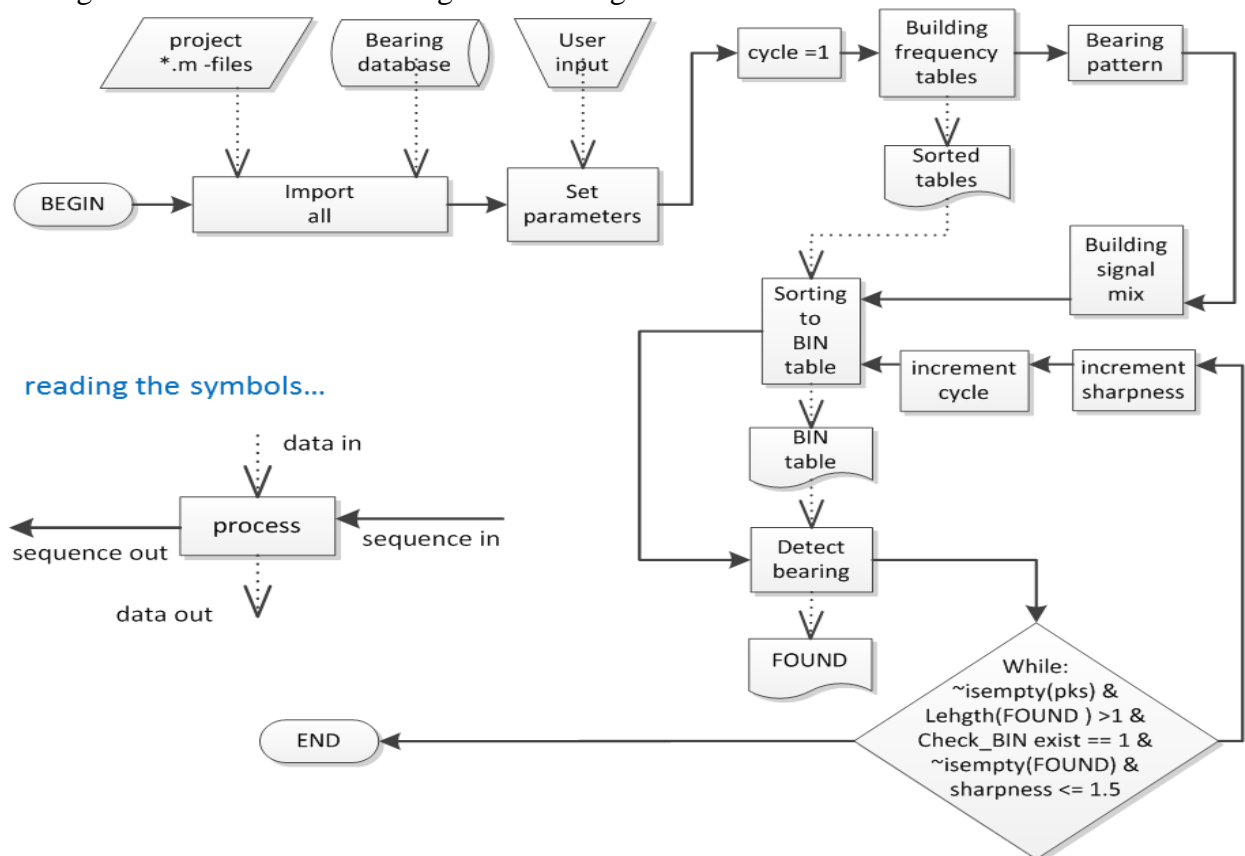 project
*.m -files
Bearing
database
User
input
cycle =1
Building
frequency
tables
Bearing
pattern
BEGIN
Import
all
Set
parameters
Sorted
tables
Building
signal
mix
Sorting
to
BIN
table
increment
cycle
increment
sharpness
reading the symbols...
data in
process
sequence out
sequence in
data out
BIN
table
Detect
bearing
FOUND
While:
~isempty(pks) &
Lehgth(FOUND ) >1 &
Check_BIN exist == 1 &
~isempty(FOUND) &
sharpness <= 1.5
END